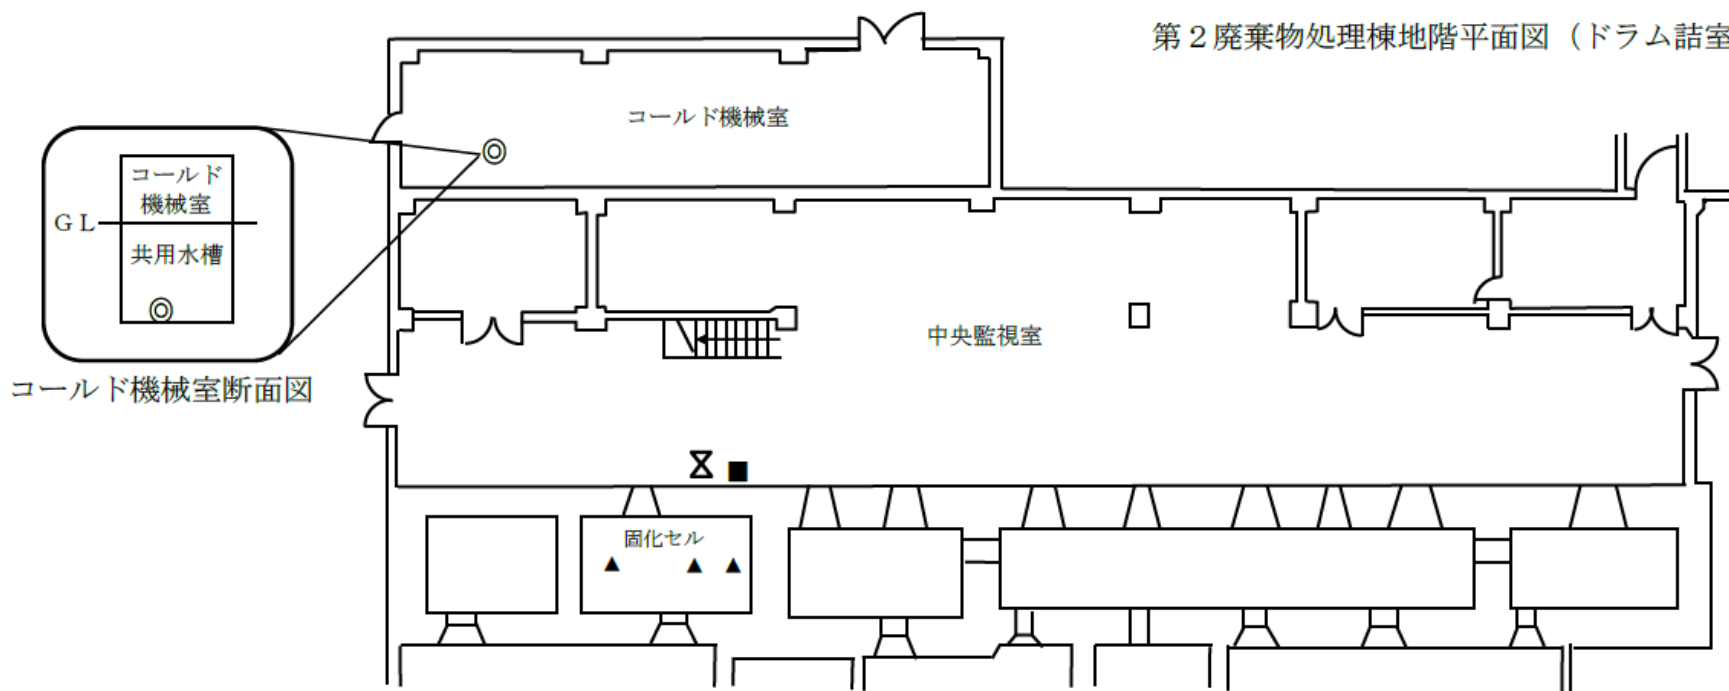 第２廃棄物処理棟地階平面図（ドラム詰室
コールド機械室
コールド
機械室
ＧＬ
共用水槽
コールド機械室断面図
中央監視室
固化セル